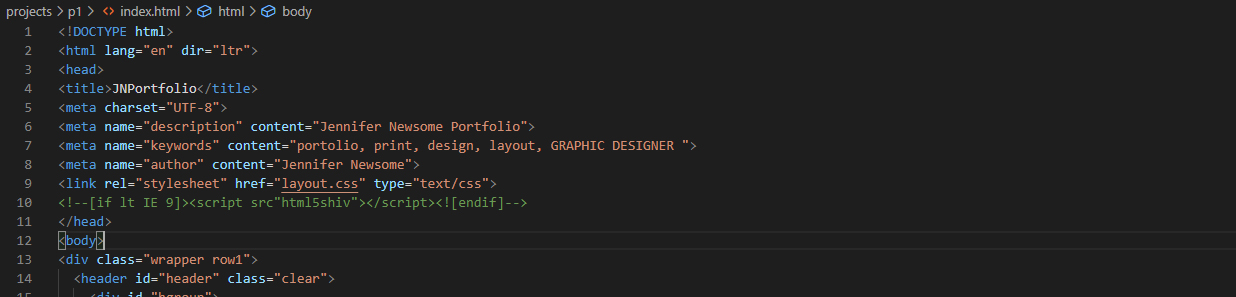 projects > p1 > <> index.html > html > body
1 <!DOCTYPE html>
2 <html lang="en" dir="ltr">
3 <head>
4 <title>JNPortfolio</title>
5 <meta charset="UTF-8">
6 <meta name="description" content="Jennifer Newsome Portfolio">
7 <meta name="keywords" content="portolio, print, design, layout, GRAPHIC DESIGNER ">
8 <meta name="author" content="Jennifer Newsome">
9 <link rel="stylesheet" href="layout.css" type="text/css">
10 <!--[if lt IE 9]><script src"html5shiv"></script><![endif]-->
11 </head>
12 <body>
13 <div class="wrapper row1">
14 <header id="header" class="clear">
15 <div id="hgroup">